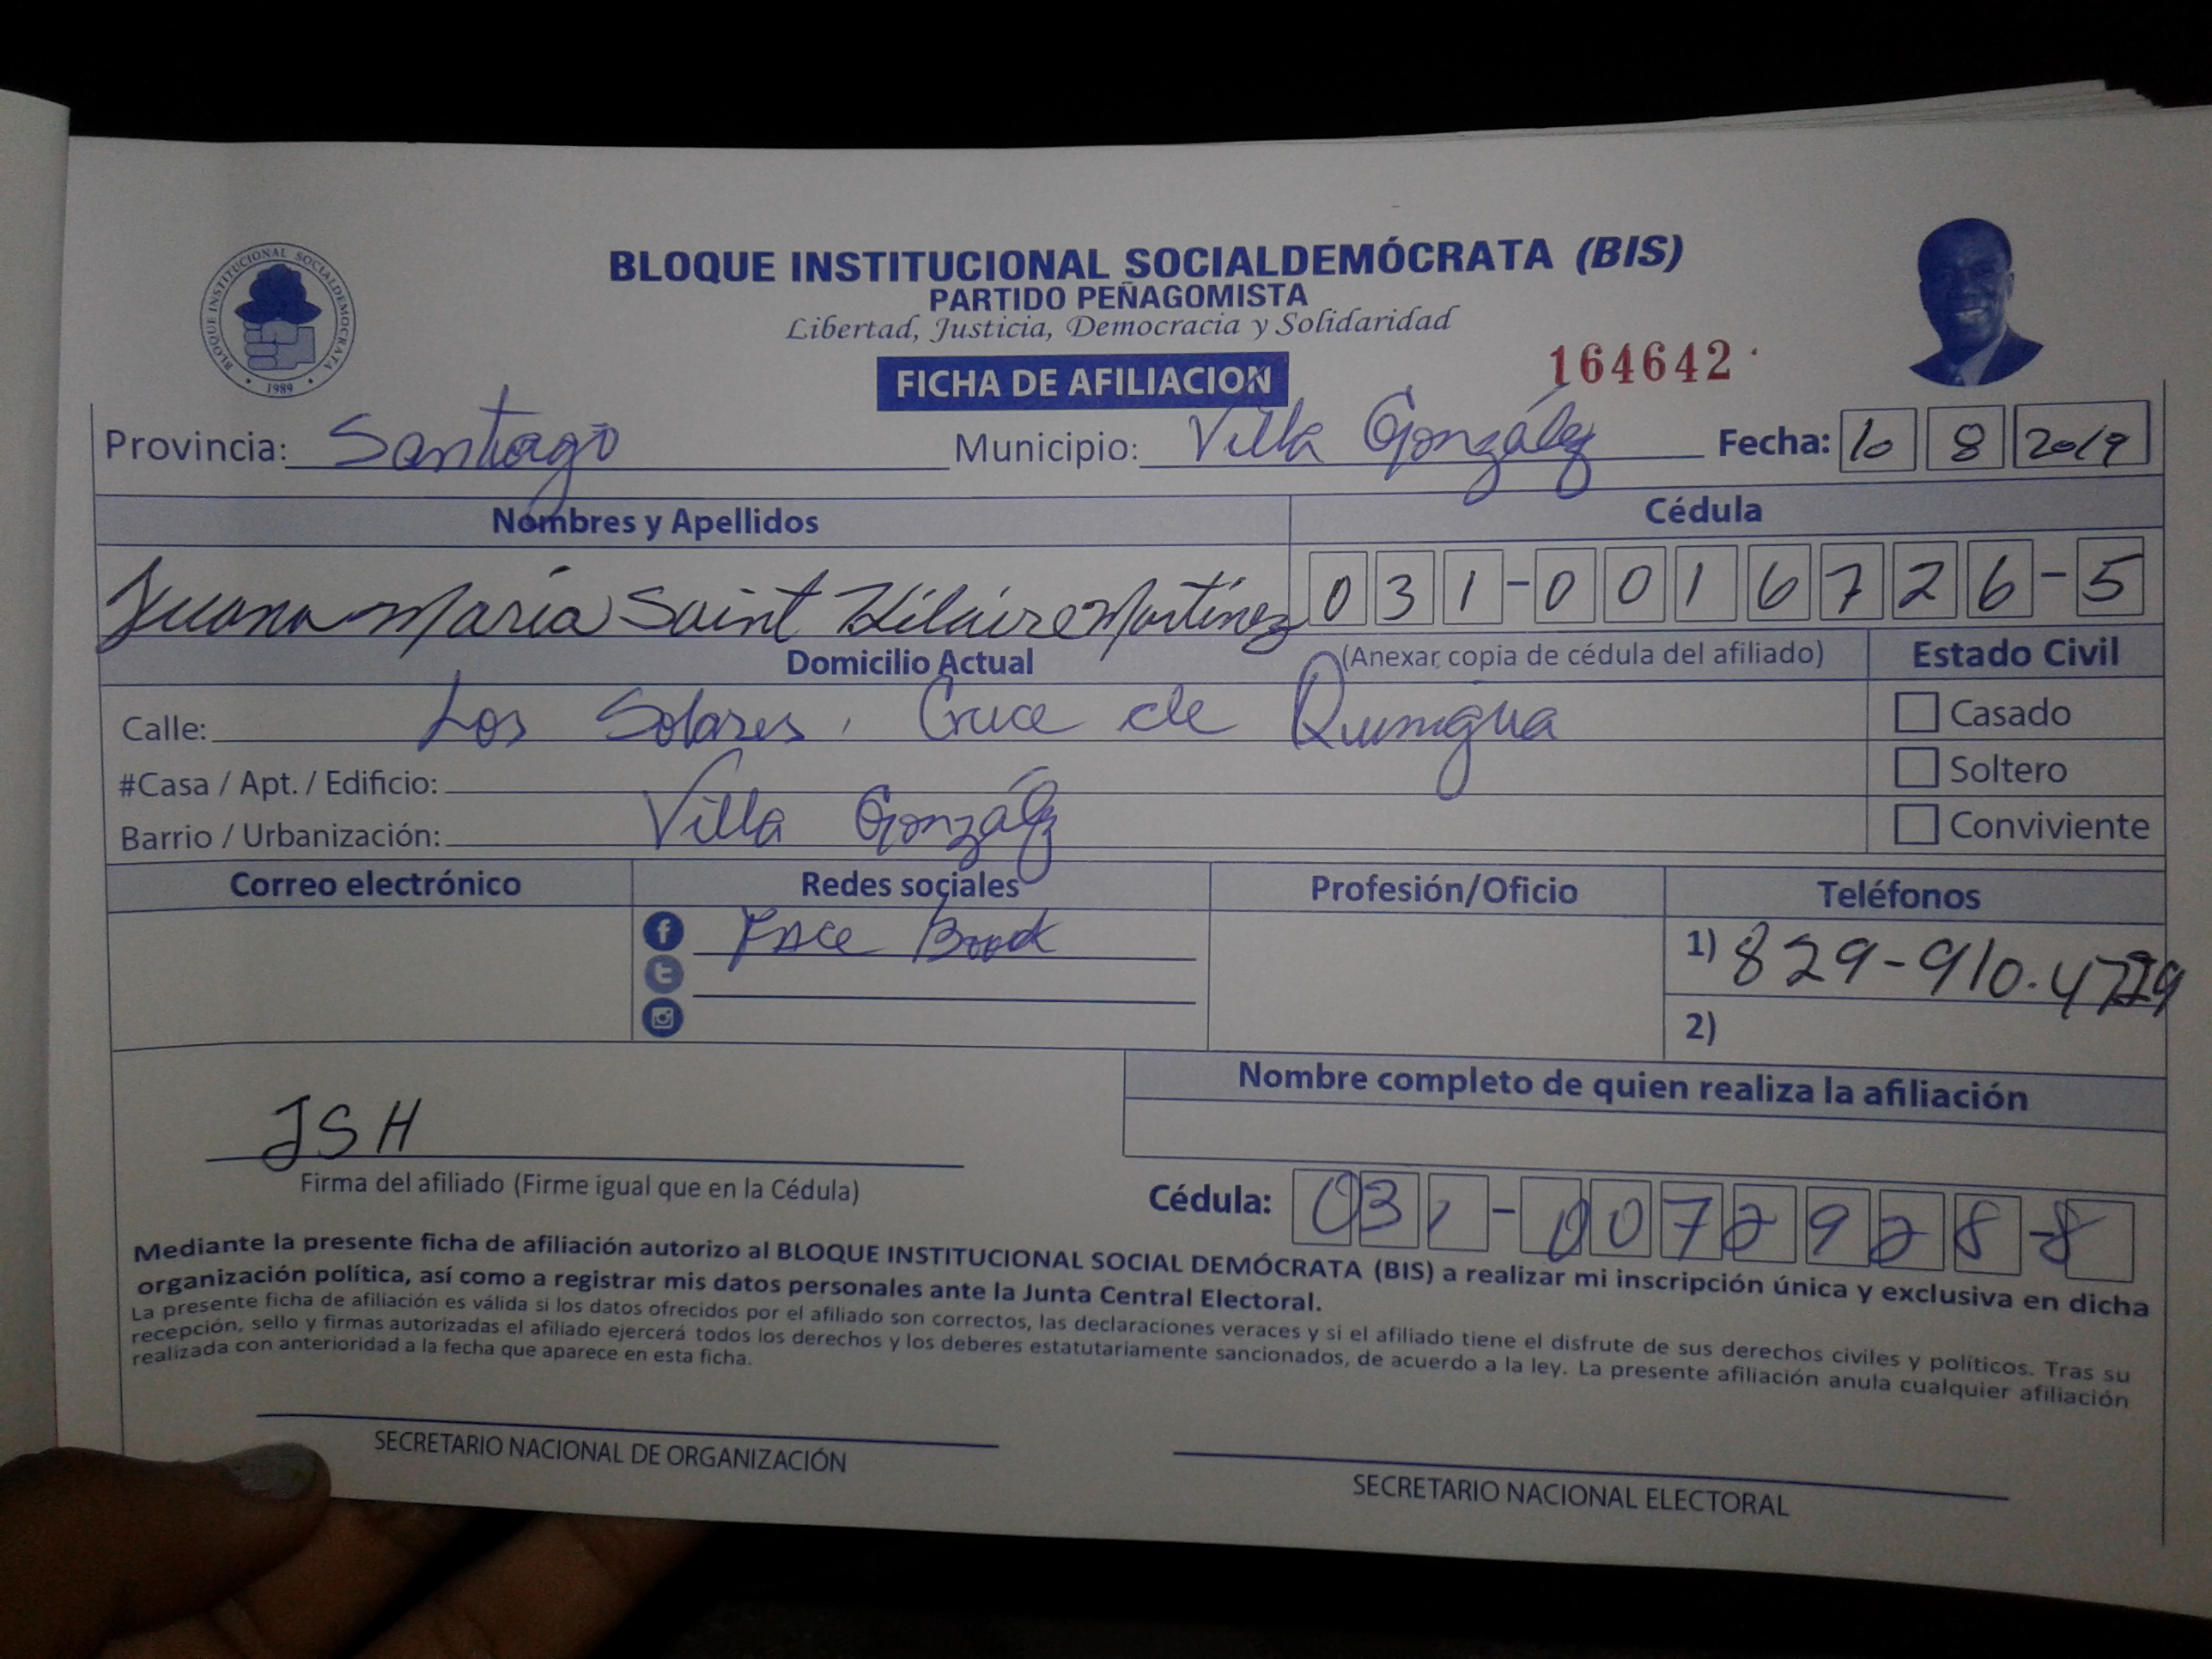 BLOQUE INSTITUCIONAL SOCIALDEMOCRATA
1989
BLOQUE INSTITUCIONAL SOCIALDEMÓCRATA (BIS)
PARTIDO PEÑAGOMISTA
Libertad, Justicia, Democracia y Solidaridad
FICHA DE AFILIACION
164642
Provincia: Santiago Municipio: Villa González Fecha: 10 8 2019
Nombres y Apellidos Cédula
Juana María Saint Hilaire Martínez 031-0016726-5
Domicilio Actual (Anexar copia de cédula del afiliado) Estado Civil
Calle: Los Solares, Cruce de Quinigua Casado
#Casa / Apt. / Edificio: Soltero
Barrio / Urbanización: Villa González Conviviente
Correo electrónico Redes sociales Profesión/Oficio Teléfonos
Face Book 1) 829-910.
2)
Nombre completo de quien realiza la afiliación
JSH
Firma del afiliado (Firme igual que en la Cédula)
Cédula: 031-0072928-8
Mediante la presente ficha de afiliación autorizo al BLOQUE INSTITUCIONAL SOCIAL DEMÓCRATA (BIS) a realizar mi inscripción única y exclusiva en dicha
organización política, así como a registrar mis datos personales ante la Junta Central Electoral.
La presente ficha de afiliación es válida si los datos ofrecidos por el afiliado son correctos, las declaraciones veraces y si el afiliado tiene el disfrute de sus derechos civiles y políticos. Tras su
recepción, sello y firmas autorizadas el afiliado ejercerá todos los derechos y los deberes estatutariamente sancionados, de acuerdo a la ley. La presente afiliación anula cualquier afiliación
realizada con anterioridad a la fecha que aparece en esta ficha.
SECRETARIO NACIONAL DE ORGANIZACIÓN
SECRETARIO NACIONAL ELECTORAL